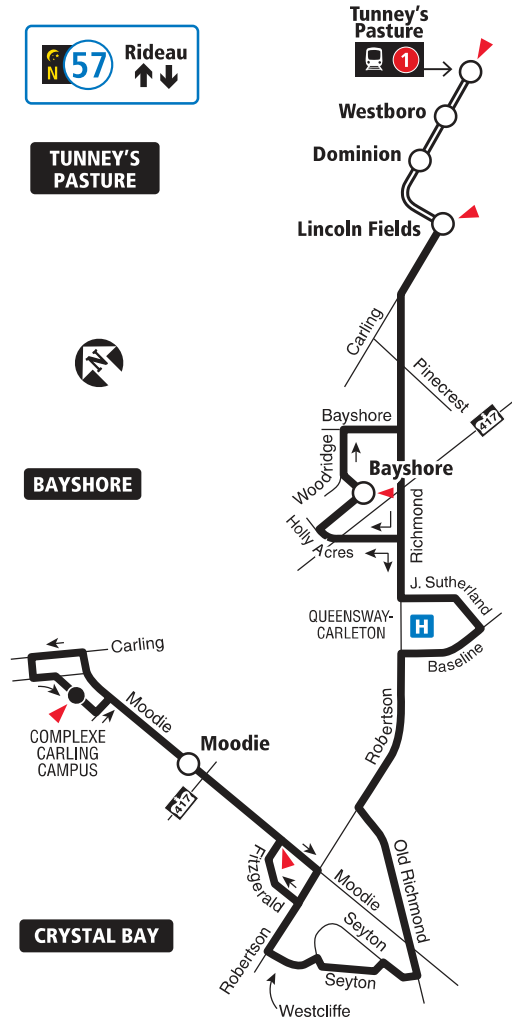 Tunney's
Pasture
1
N
57
Rideau
Westboro
TUNNEY'S
PASTURE
Dominion
Lincoln Fields
Carling
Pinecrest
N
417
Bayshore
Woodridge
Bayshore
BAYSHORE
Richmond
Holly Acres
J. Sutherland
QUEENSWAY-
CARLETON
H
Baseline
Carling
Moodie
Robertson
COMPLEXE
CARLING
CAMPUS
Moodie
417
Fitzgerald
Moodie
Old Richmond
Seyton
CRYSTAL BAY
Robertson
Seyton
Westcliffe